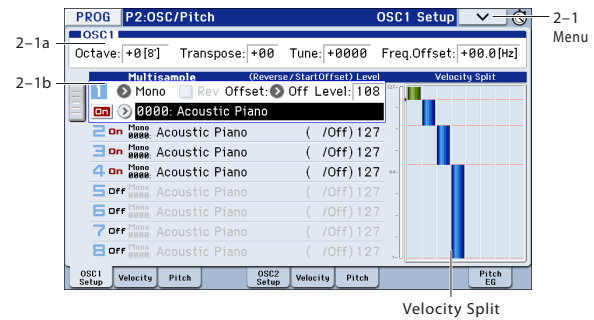 PROG P2:OSC/Pitch OSC1 Setup
2–1
Menu
OSC1
2–1a
Octave: +0[8'] Transpose: +00 Tune: +0000 Freq.Offset: +00.0[Hz]
2–1b
Multisample (Reverse/StartOffset) Level Velocity Split
1 Mono Rev Offset: Off Level: 108 127-
On 0000: Acoustic Piano
2 On Mono 0000: Acoustic Piano ( /Off) 127
3 On Mono 0000: Acoustic Piano ( /Off) 127
4 On Mono 0000: Acoustic Piano ( /Off) 127 64-
5 Off Mono 0000: Acoustic Piano ( /Off) 127
6 Off Mono 0000: Acoustic Piano ( /Off) 127
7 Off Mono 0000: Acoustic Piano ( /Off) 127
8 Off Mono 0000: Acoustic Piano ( /Off) 127 1-
OSC1 Setup Velocity Pitch OSC2 Setup Velocity Pitch Pitch EG
Velocity Split